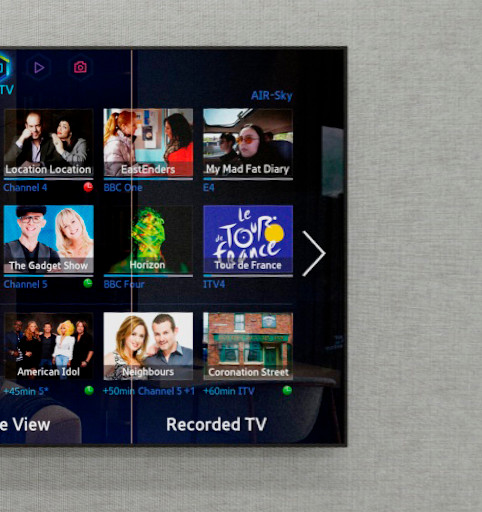 TV
AIR-Sky
Location Location
EastEnders
My Mad Fat Diary
Channel 4
BBC One
E4
The Gadget Show
Horizon
le
TOUR
de
france
Tour de France
Channel 5
BBC Four
ITV4
American Idol
Neighbours
Coronation Street
+45min 5*
+50min Channel 5 +1
+60min ITV
e View
Recorded TV